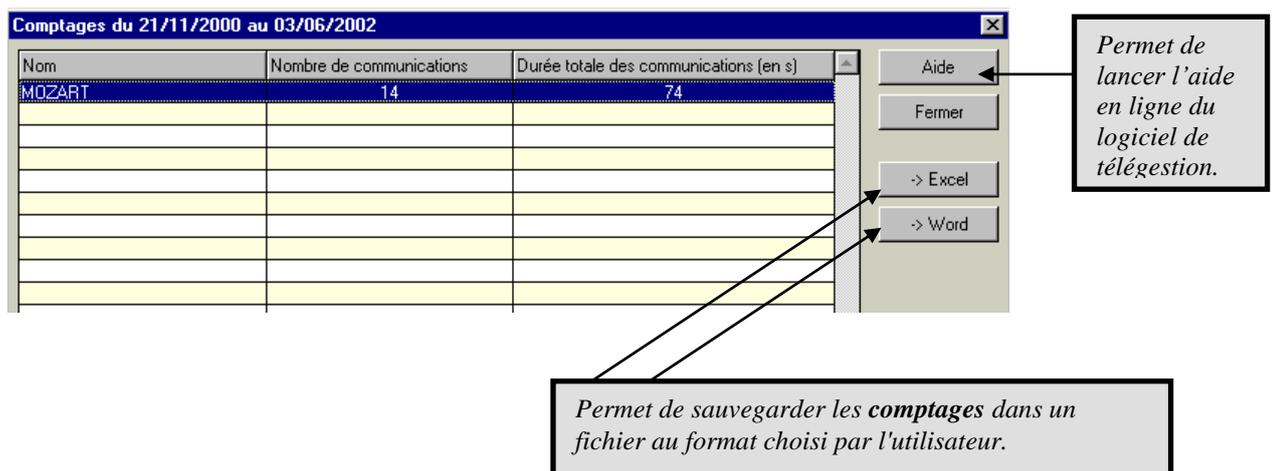 Comptages du 21/11/2000 au 03/06/2002
Nom Nombre de communications Durée totale des communications (en s)
MOZART 14 74
Aide
Fermer
-> Excel
-> Word
Permet de
lancer l’aide
en ligne du
logiciel de
télégestion.
Permet de sauvegarder les comptages dans un
fichier au format choisi par l'utilisateur.